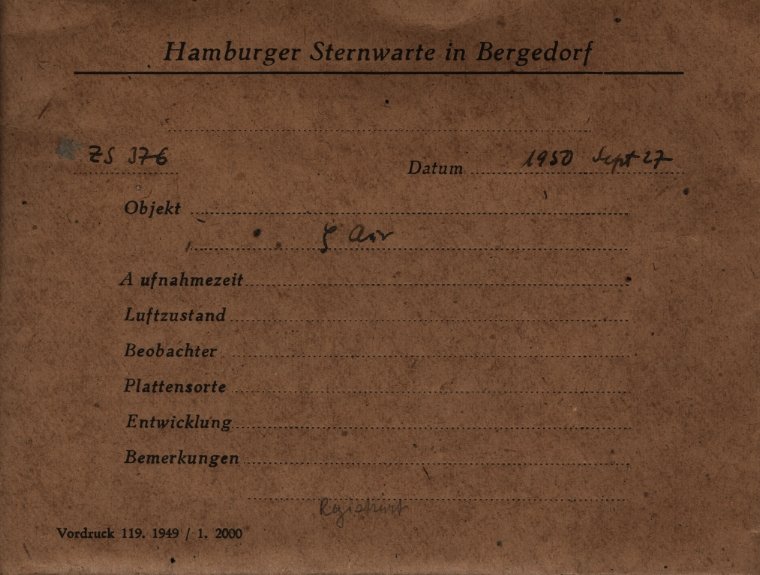 Hamburger Sternwarte in Bergedorf
ZS 376
Datum 1950 Sept 27
Objekt
ζ Aur
Aufnahmezeit
Luftzustand
Beobachter
Plattensorte
Entwicklung
Bemerkungen
Registriert
Vordruck 119. 1949 / 1. 2000